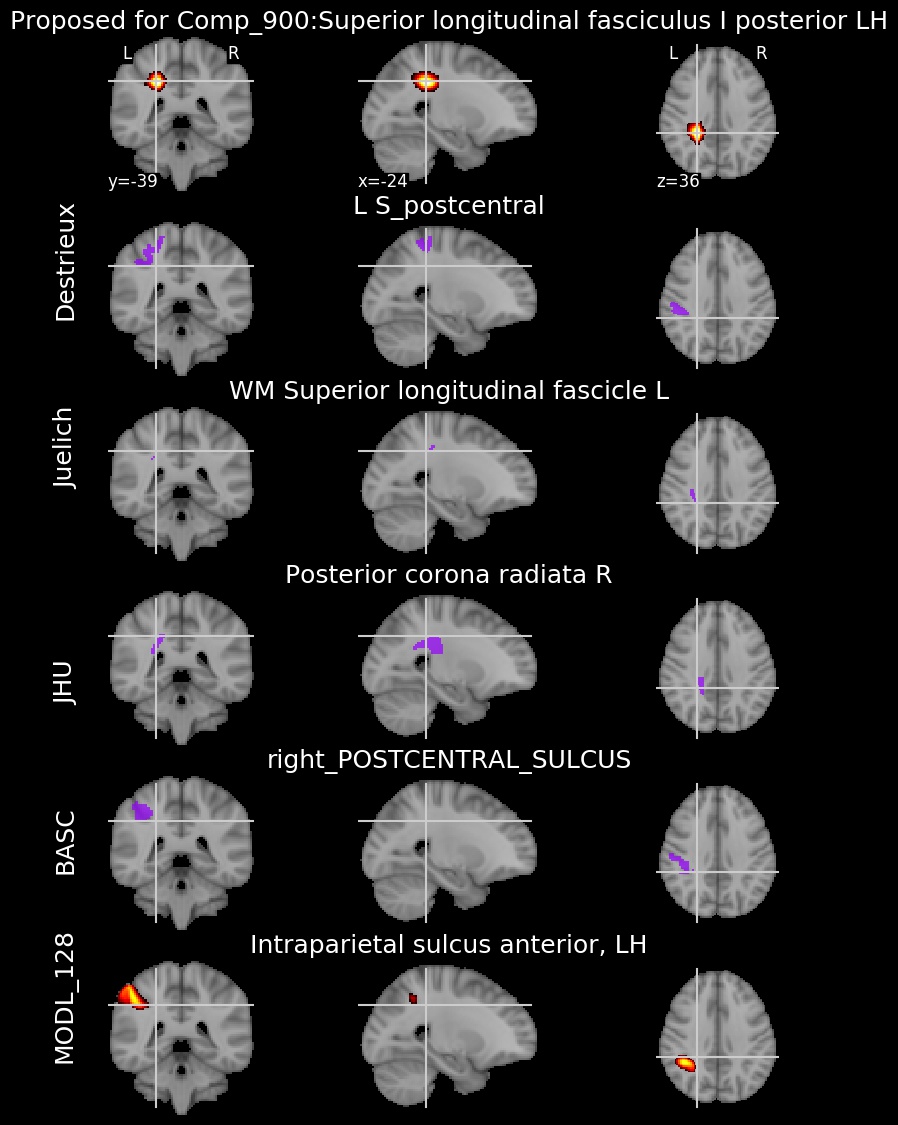 Proposed for Comp_900:Superior longitudinal fasciculus I posterior LH
L R L R
y=-39 x=-24 z=36
L S_postcentral
Destrieux
WM Superior longitudinal fascicle L
Juelich
Posterior corona radiata R
JHU
right_POSTCENTRAL_SULCUS
BASC
Intraparietal sulcus anterior, LH
MODL_128